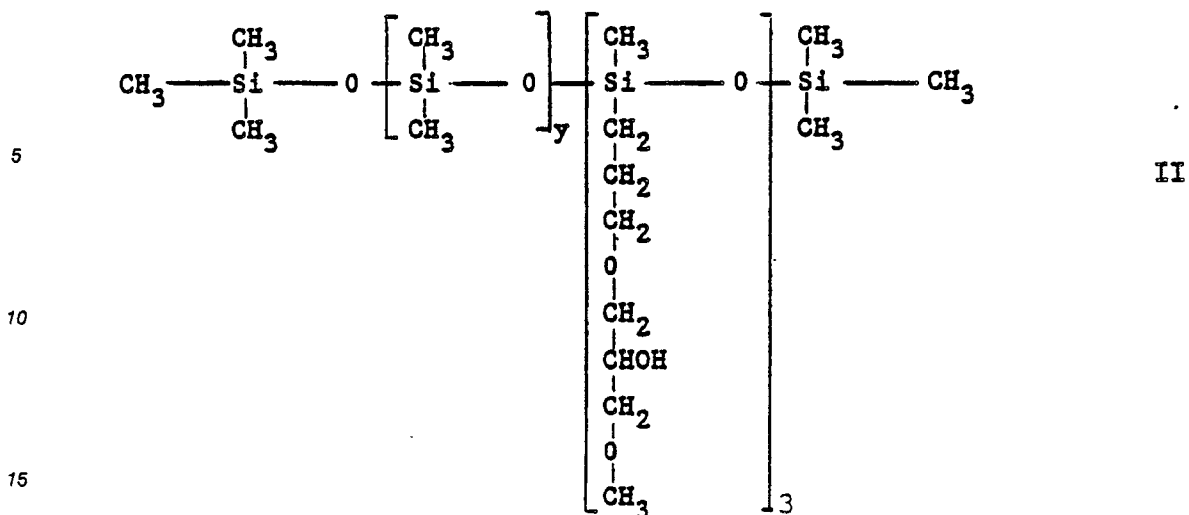 CH3 CH3 CH3 CH3
CH3 Si O Si O Si O Si CH3
CH3 CH3 y CH2 CH3
5 II
CH2
CH2
O
10 CH2
CHOH
CH2
O
15 CH3 3